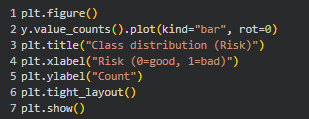 1 plt.figure()
2 y.value_counts().plot(kind="bar", rot=0)
3 plt.title("Class distribution (Risk)")
4 plt.xlabel("Risk (0=good, 1=bad)")
5 plt.ylabel("Count")
6 plt.tight_layout()
7 plt.show()